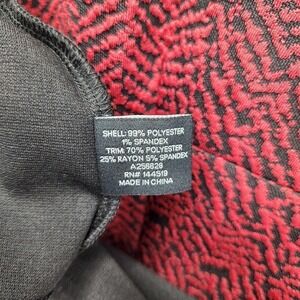 SHELL: 99% POLYESTER
1% SPANDEX
TRIM: 70% POLYESTER
25% RAYON 5% SPANDEX
A256628
RN# 144519
MADE IN CHINA